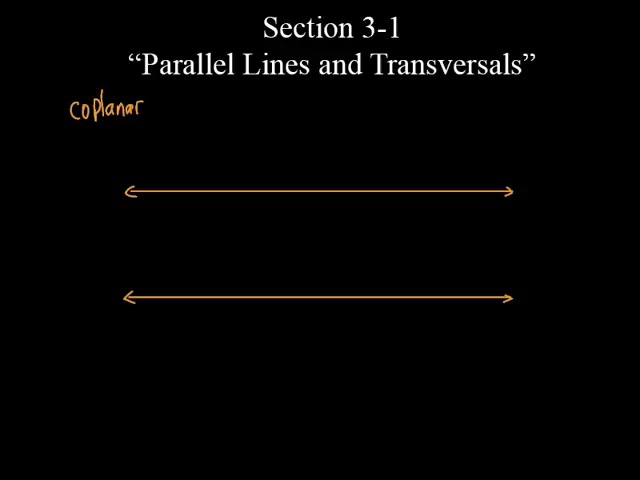 Section 3-1
“Parallel Lines and Transversals”
coplanar